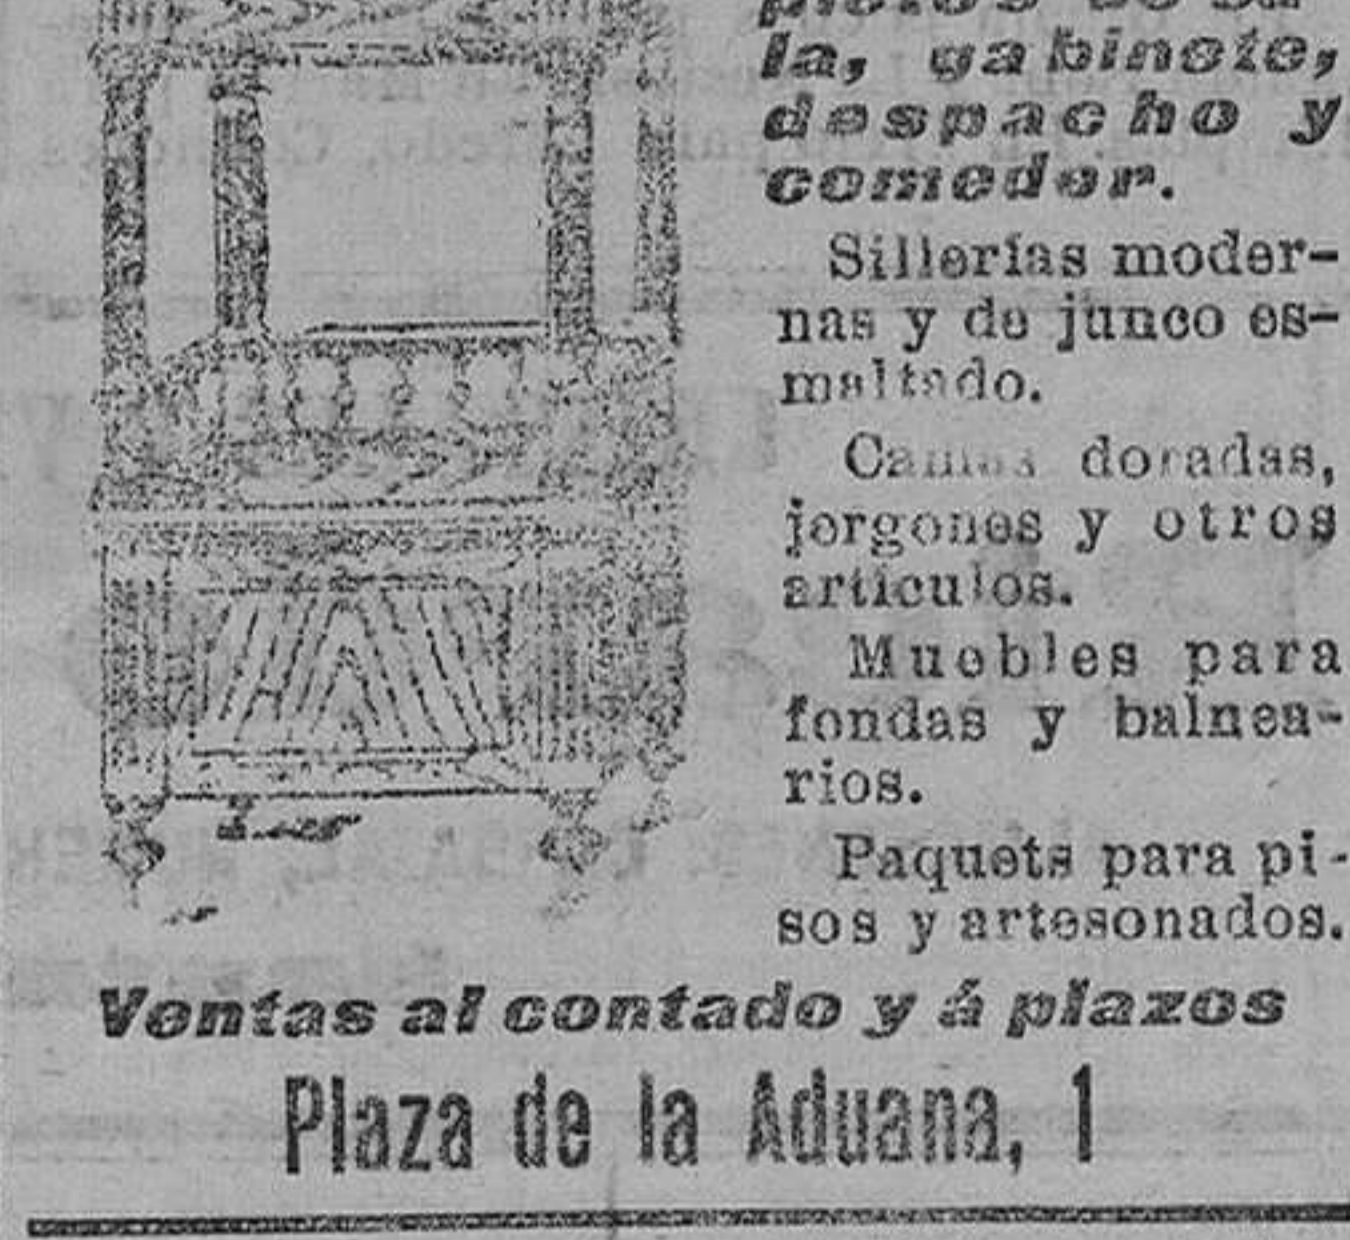 la, gabinete,
despacho y
comedor.
Sillerías moder-
nas y de junco es-
maltado.
Camas doradas,
jergones y otros
artículos.
Muebles para
fondas y balnea-
rios.
Paquets para pi-
sos y artesonados.
Ventas al contado y á plazos
Plaza de la Aduana, 1